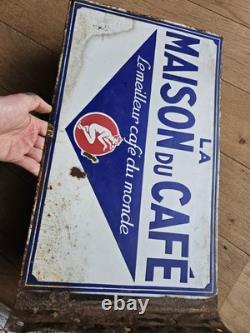 LA
MAISON DU CAFÉ
Le meilleur café du monde